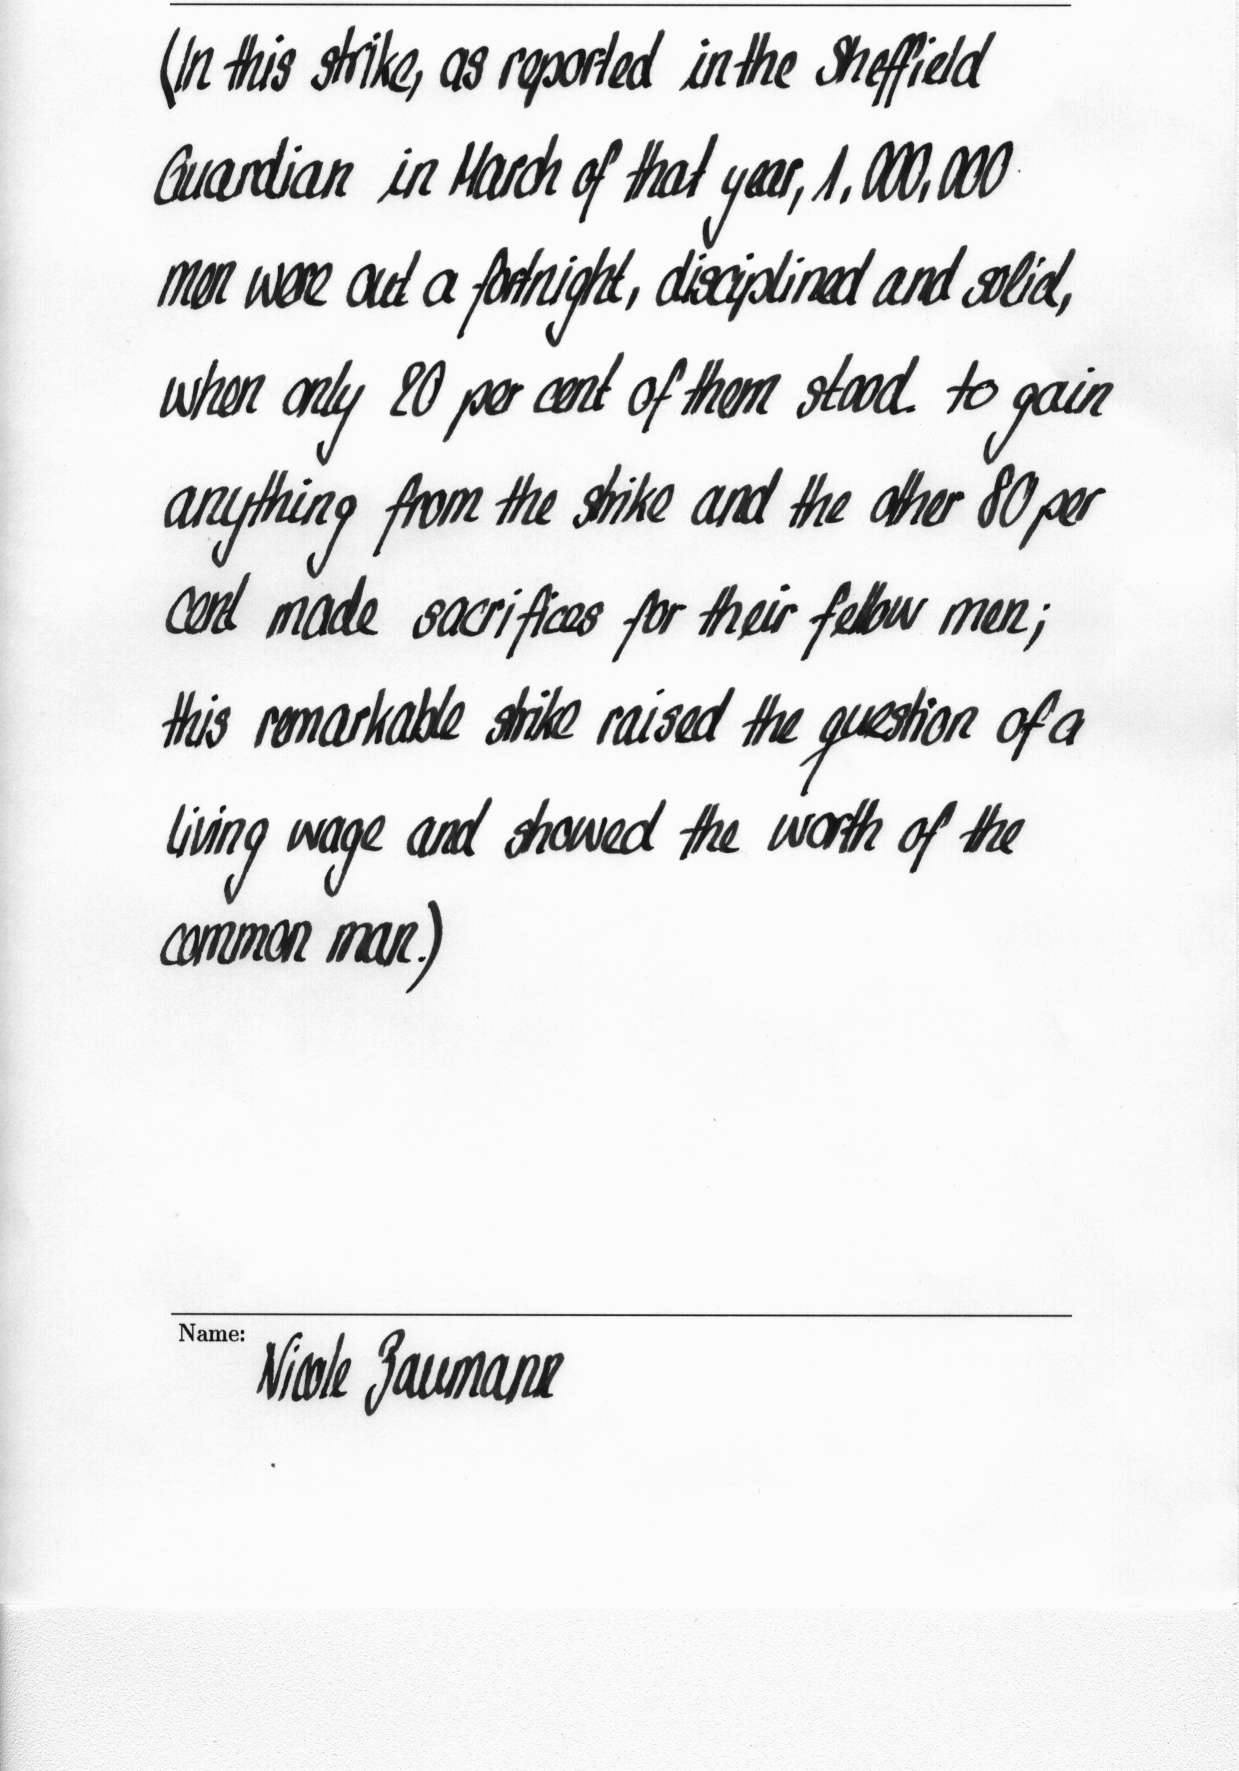 (In this strike, as reported in the Sheffield
Guardian in March of that year, 1,000,000
men were out a fortnight, disciplined and solid,
when only 20 per cent of them stood. to gain
anything from the strike and the other 80 per
cent made sacrifices for their fellow men;
this remarkable strike raised the question of a
living wage and showed the worth of the
common man.)
Name:
Nicole Zaumann